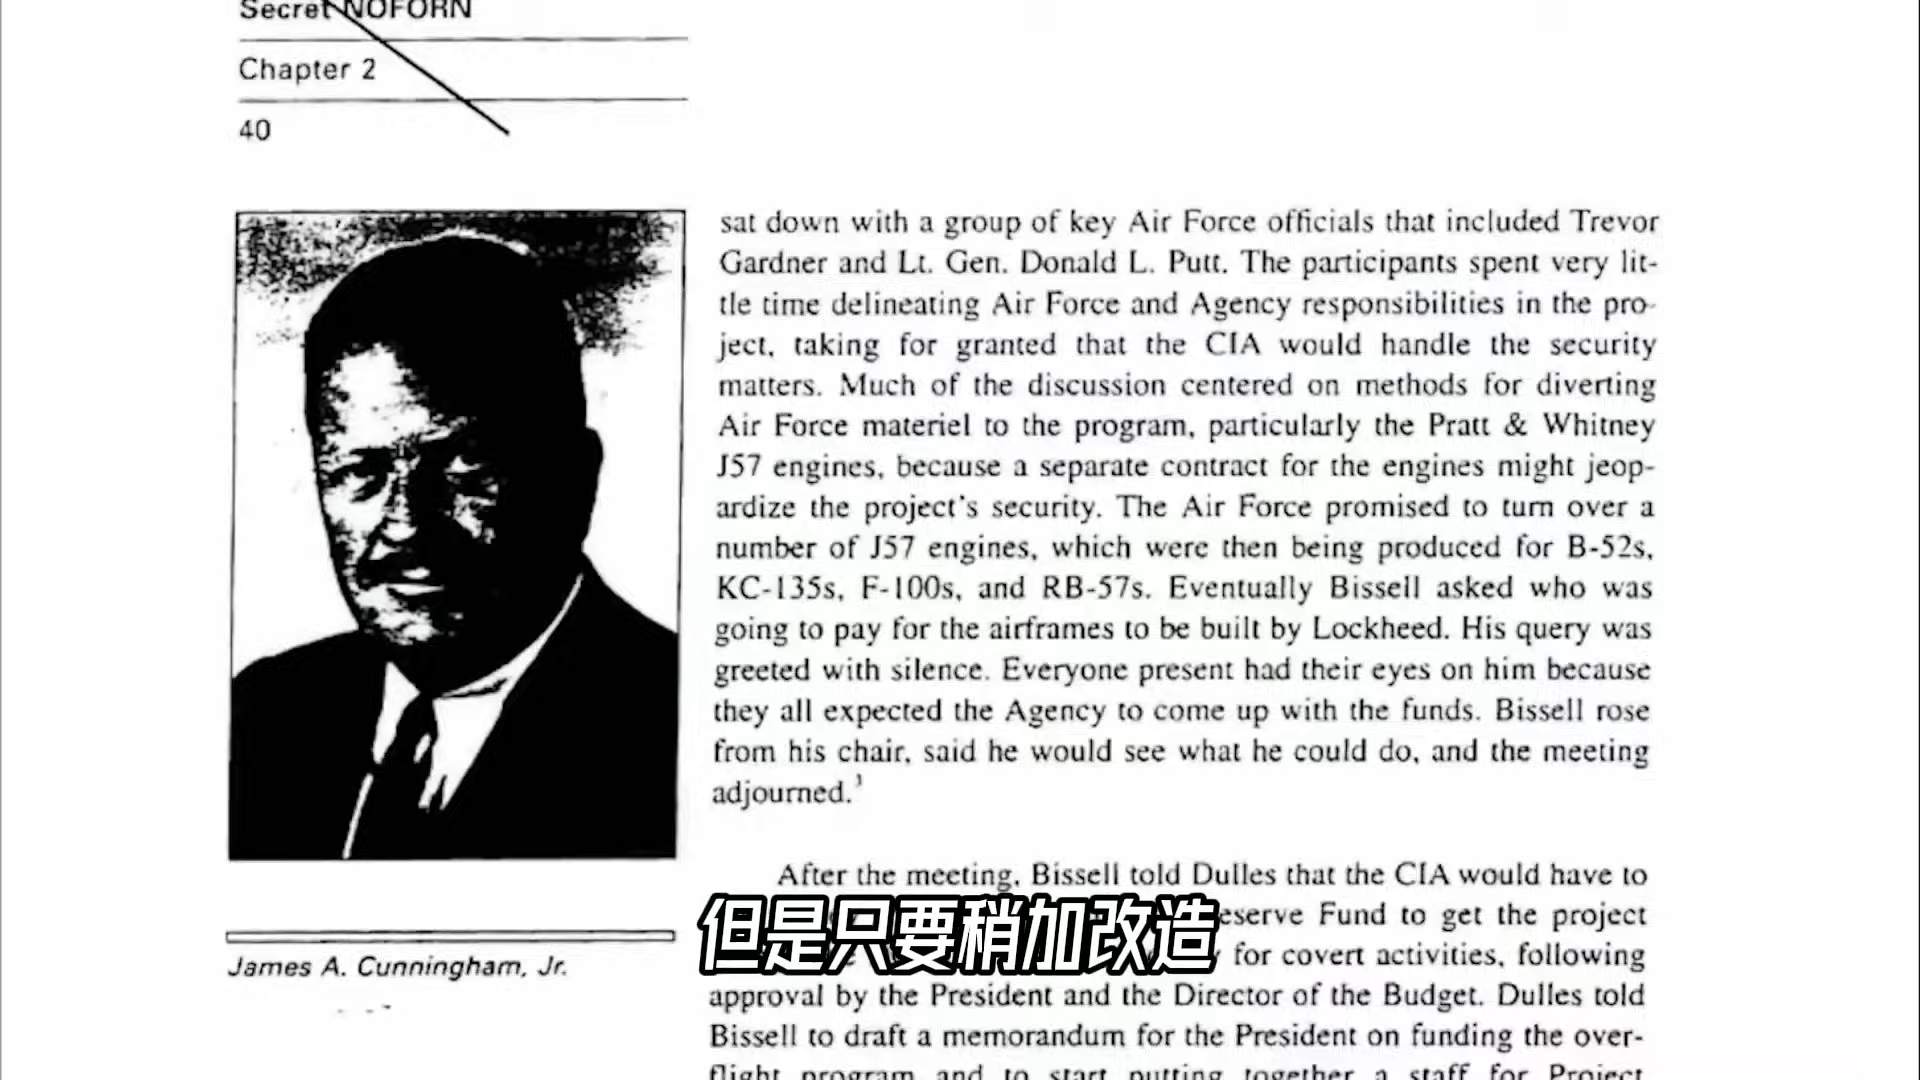 Secret NOFORN
Chapter 2
40
sat down with a group of key Air Force officials that included Trevor
Gardner and Lt. Gen. Donald L. Putt. The participants spent very lit-
tle time delineating Air Force and Agency responsibilities in the pro-
ject, taking for granted that the CIA would handle the security
matters. Much of the discussion centered on methods for diverting
Air Force materiel to the program, particularly the Pratt & Whitney
J57 engines, because a separate contract for the engines might jeop-
ardize the project's security. The Air Force promised to turn over a
number of J57 engines, which were then being produced for B-52s,
KC-135s, F-100s, and RB-57s. Eventually Bissell asked who was
going to pay for the airframes to be built by Lockheed. His query was
greeted with silence. Everyone present had their eyes on him because
they all expected the Agency to come up with the funds. Bissell rose
from his chair, said he would see what he could do, and the meeting
adjourned.³
After the meeting, Bissell told Dulles that the CIA would have to
eserve Fund to get the project
for covert activities, following
approval by the President and the Director of the Budget. Dulles told
Bissell to draft a memorandum for the President on funding the over-
flight program and to start putting together a staff for Project
James A. Cunningham, Jr.
但是只要稍加改造